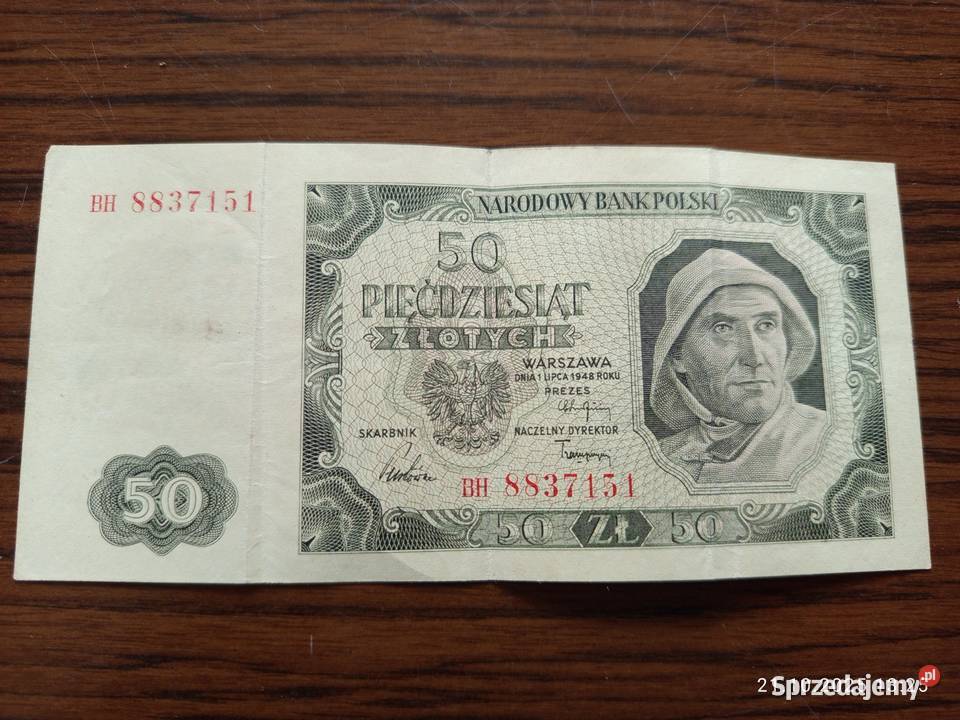 BH 8837151
NARODOWY BANK POLSKI
50
PIĘĆDZIESIĄT
ZŁOTYCH
WARSZAWA
DNIA 1 LIPCA 1948 ROKU
PREZES
SKARBNIK
NACZELNY DYREKTOR
BH 8837151
50
50 ZŁ 50
Sprzedajemy.pl